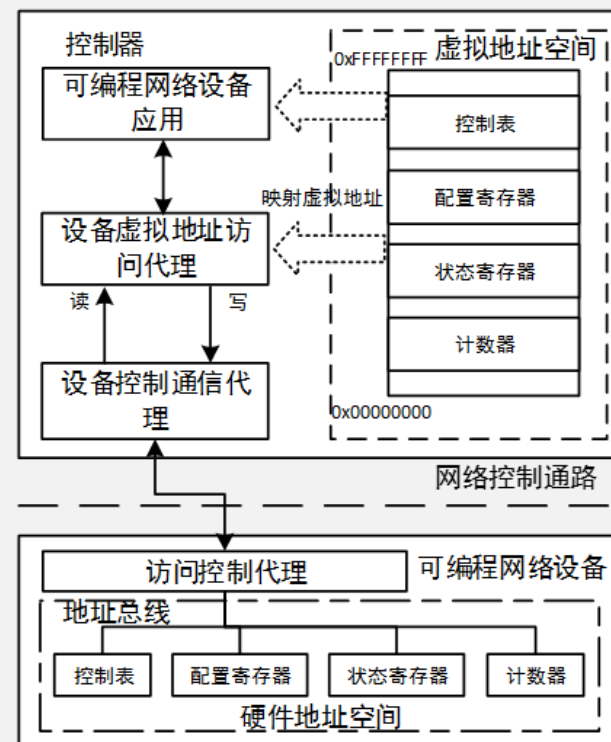 控制器
0xFFFFFFFF
虚拟地址空间
可编程网络设备
应用
控制表
映射虚拟地址
配置寄存器
设备虚拟地址访
问代理
状态寄存器
读
写
计数器
设备控制通信代
理
0x00000000
网络控制通路
访问控制代理
可编程网络设备
地址总线
控制表
配置寄存器
状态寄存器
计数器
硬件地址空间